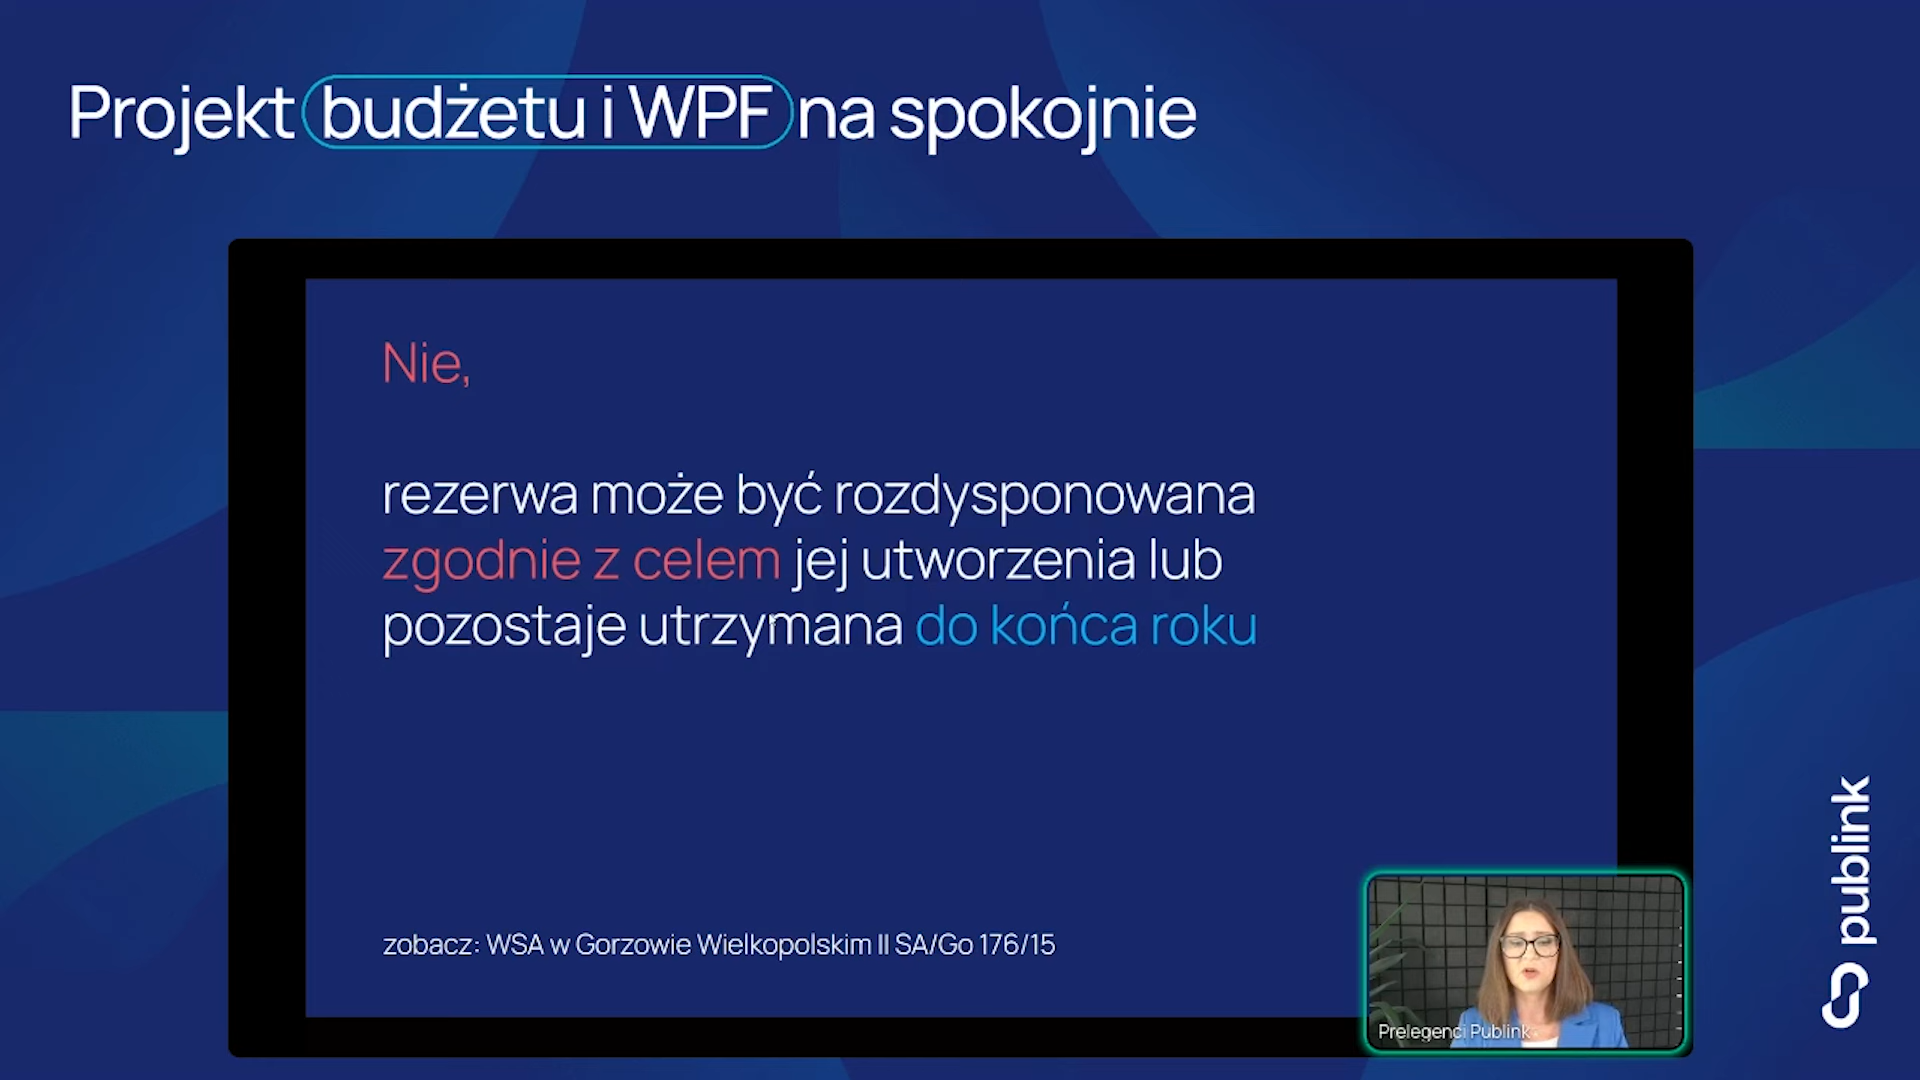 Projekt budżetu i WPF na spokojnie
Nie,
rezerwa może być rozdysponowana
zgodnie z celem jej utworzenia lub
pozostaje utrzymana do końca roku
zobacz: WSA w Gorzowie Wielkopolskim II SA/Go 176/15
Prelegenci Publink
publink